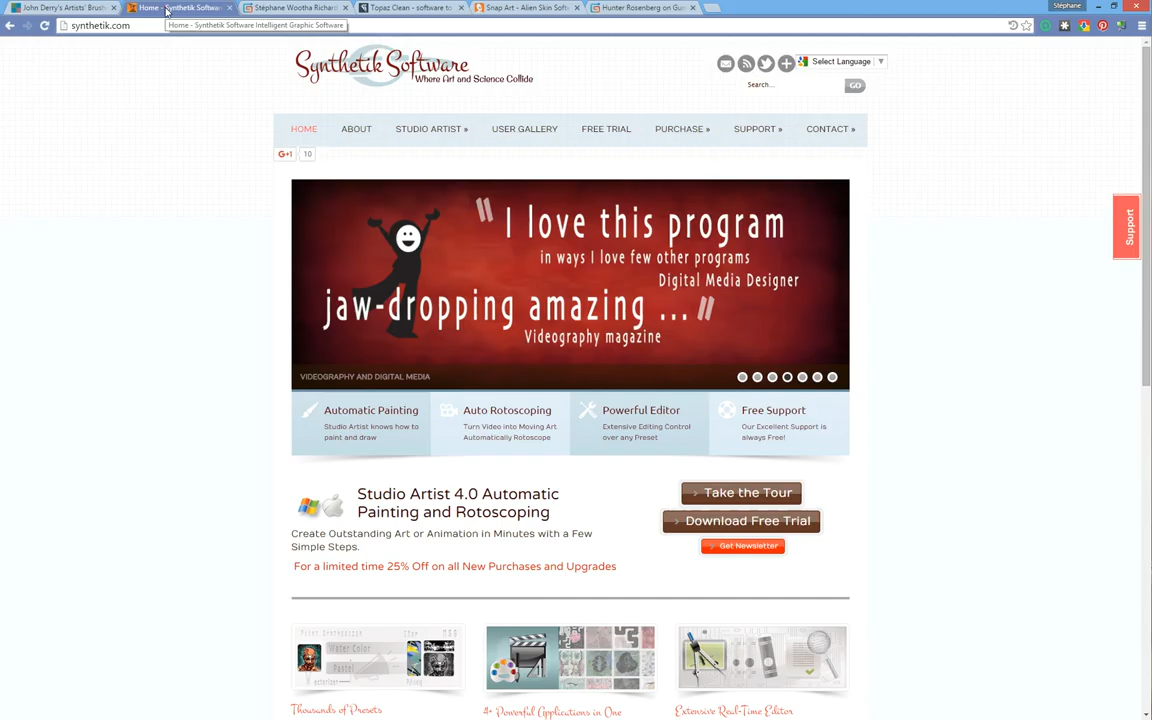 John Derry's Artists' Brush
Home - Synthetik Softwar
Stéphane Wootha Richard
Topaz Clean - software to
Snap Art - Alien Skin Soft
Hunter Rosenberg on Gum
Stéphane
synthetik.com
Home - Synthetik Software Intelligent Graphic Software
Synthetik Software
Where Art and Science Collide
Select Language
Search...
GO
HOME
ABOUT
STUDIO ARTIST »
USER GALLERY
FREE TRIAL
PURCHASE »
SUPPORT »
CONTACT »
G+1
10
Support
" I love this program
in ways I love few other programs
Digital Media Designer
jaw-dropping amazing ... "
Videography magazine
VIDEOGRAPHY AND DIGITAL MEDIA
Automatic Painting
Studio Artist knows how to
paint and draw
Auto Rotoscoping
Turn Video into Moving Art
Automatically Rotoscope
Powerful Editor
Extensive Editing Control
over any Preset
Free Support
Our Excellent Support is
always Free!
Studio Artist 4.0 Automatic
Painting and Rotoscoping
Create Outstanding Art or Animation in Minutes with a Few
Simple Steps.
For a limited time 25% Off on all New Purchases and Upgrades
Take the Tour
Download Free Trial
Get Newsletter
Water Color
Pastel
Thousands of Presets
4+ Powerful Applications in One
Extensive Real-Time Editor